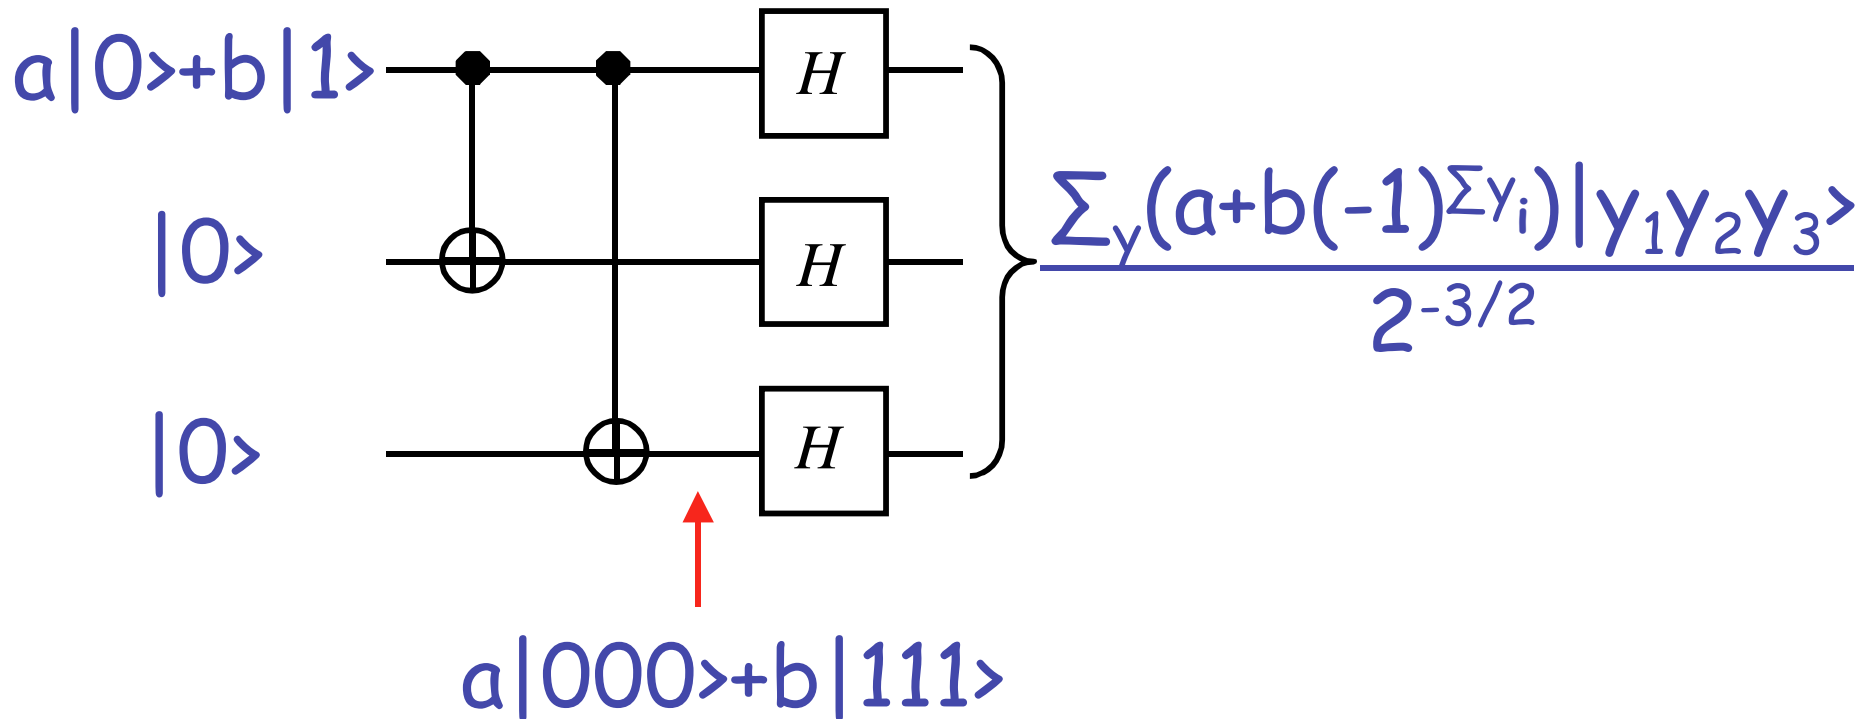 a|0>+b|1>
H
∑y(a+b(-1)∑yi)|y1y2y3>
|0>
H
2-3/2
|0>
H
a|000>+b|111>